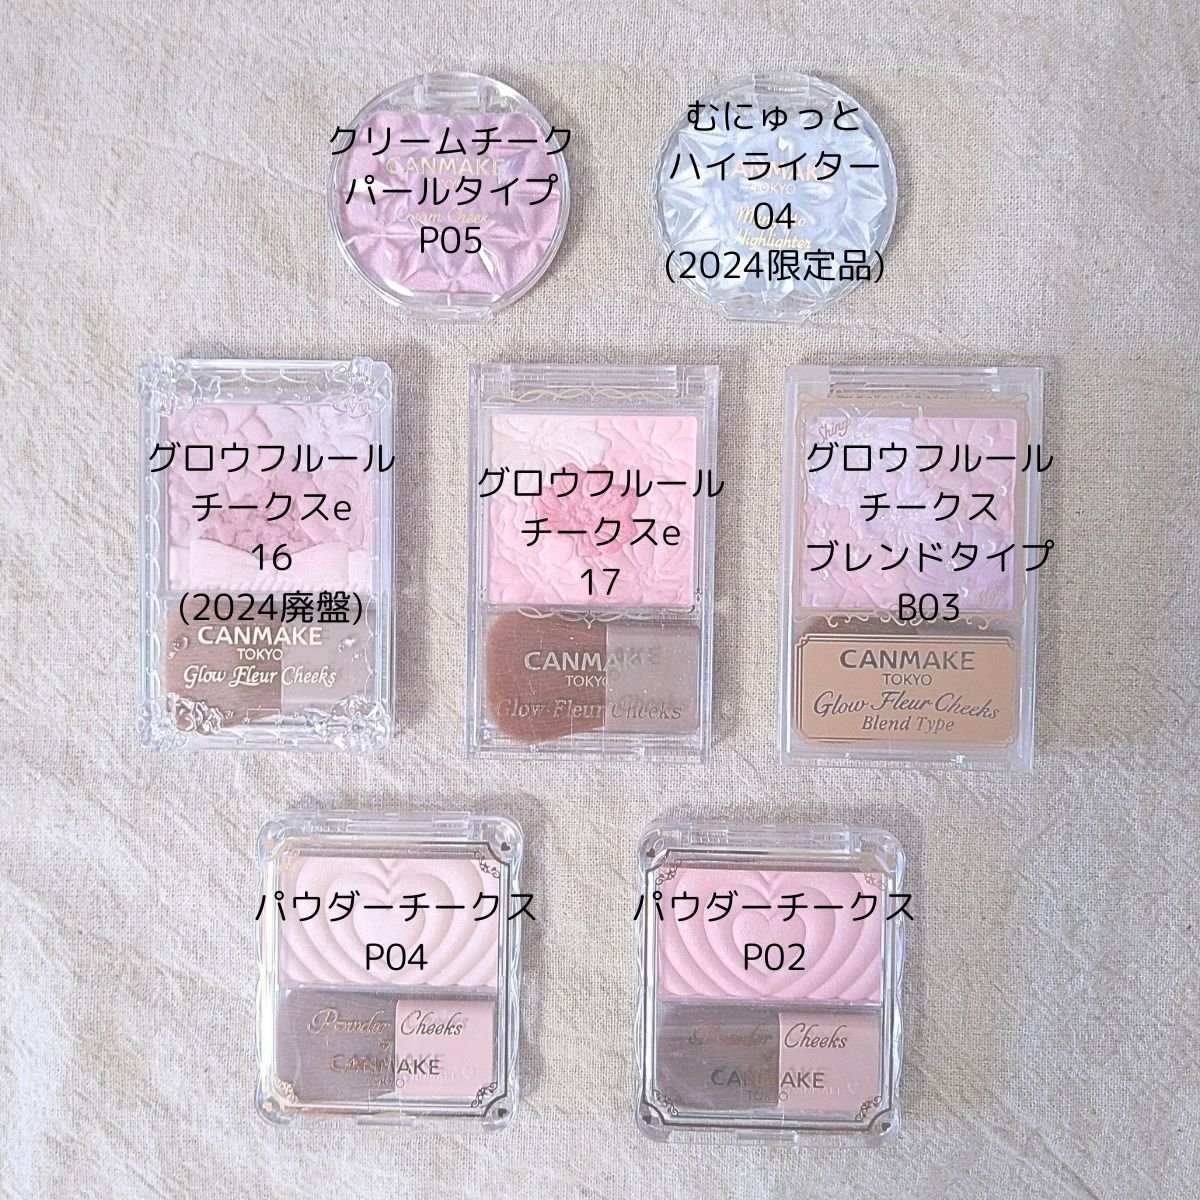 クリームチーク
パールタイプ
P05
CANMAKE
Cream Cheek
むにゅっと
ハイライター
04
(2024限定品)
CANMAKE
TOKYO
Munyutto
Highlighter
グロウフルール
チークスe
16
(2024廃盤)
CANMAKE
TOKYO
Glow Fleur Cheeks
グロウフルール
チークスe
17
CANMAKE
TOKYO
Glow Fleur Cheeks
Shiny
グロウフルール
チークス
ブレンドタイプ
B03
CANMAKE
TOKYO
Glow Fleur Cheeks
Blend Type
パウダーチークス
P04
Powder Cheeks
CANMAKE
TOKYO
パウダーチークス
P02
Powder Cheeks
CANMAKE
TOKYO